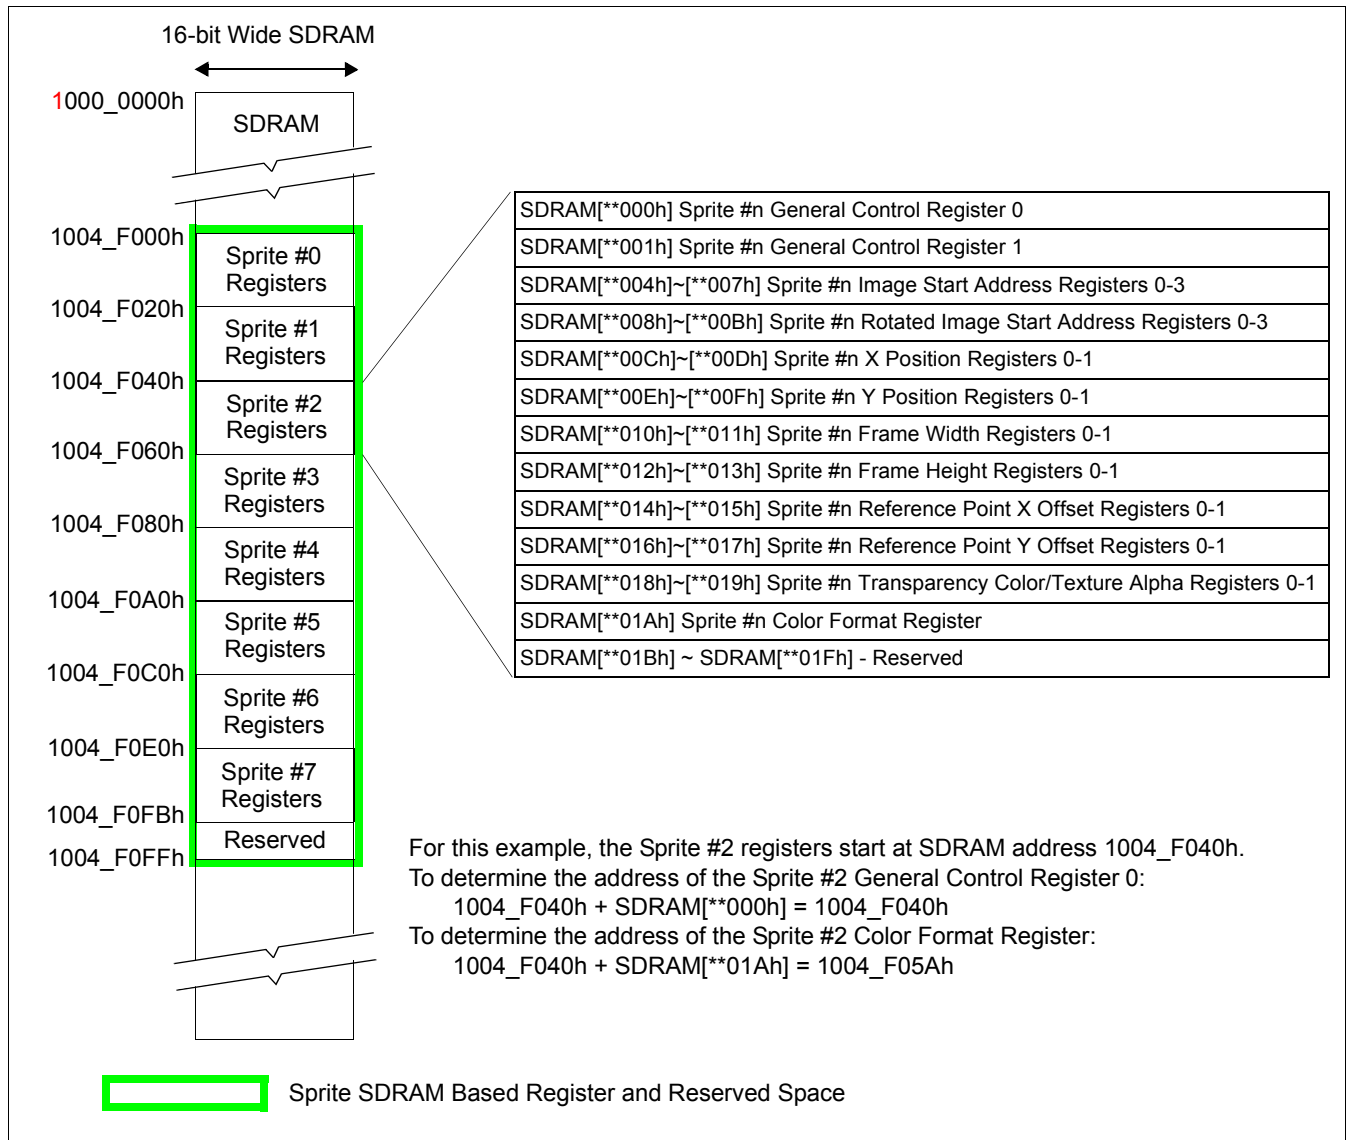 16-bit Wide SDRAM
1000_0000h
SDRAM
1004_F000h
Sprite #0
Registers
1004_F020h
Sprite #1
Registers
1004_F040h
Sprite #2
Registers
1004_F060h
Sprite #3
Registers
1004_F080h
Sprite #4
Registers
1004_F0A0h
Sprite #5
Registers
1004_F0C0h
Sprite #6
Registers
1004_F0E0h
Sprite #7
Registers
1004_F0FBh
Reserved
1004_F0FFh
SDRAM[**000h] Sprite #n General Control Register 0
SDRAM[**001h] Sprite #n General Control Register 1
SDRAM[**004h]~[**007h] Sprite #n Image Start Address Registers 0-3
SDRAM[**008h]~[**00Bh] Sprite #n Rotated Image Start Address Registers 0-3
SDRAM[**00Ch]~[**00Dh] Sprite #n X Position Registers 0-1
SDRAM[**00Eh]~[**00Fh] Sprite #n Y Position Registers 0-1
SDRAM[**010h]~[**011h] Sprite #n Frame Width Registers 0-1
SDRAM[**012h]~[**013h] Sprite #n Frame Height Registers 0-1
SDRAM[**014h]~[**015h] Sprite #n Reference Point X Offset Registers 0-1
SDRAM[**016h]~[**017h] Sprite #n Reference Point Y Offset Registers 0-1
SDRAM[**018h]~[**019h] Sprite #n Transparency Color/Texture Alpha Registers 0-1
SDRAM[**01Ah] Sprite #n Color Format Register
SDRAM[**01Bh] ~ SDRAM[**01Fh] - Reserved
For this example, the Sprite #2 registers start at SDRAM address 1004_F040h.
To determine the address of the Sprite #2 General Control Register 0:
1004_F040h + SDRAM[**000h] = 1004_F040h
To determine the address of the Sprite #2 Color Format Register:
1004_F040h + SDRAM[**01Ah] = 1004_F05Ah
Sprite SDRAM Based Register and Reserved Space